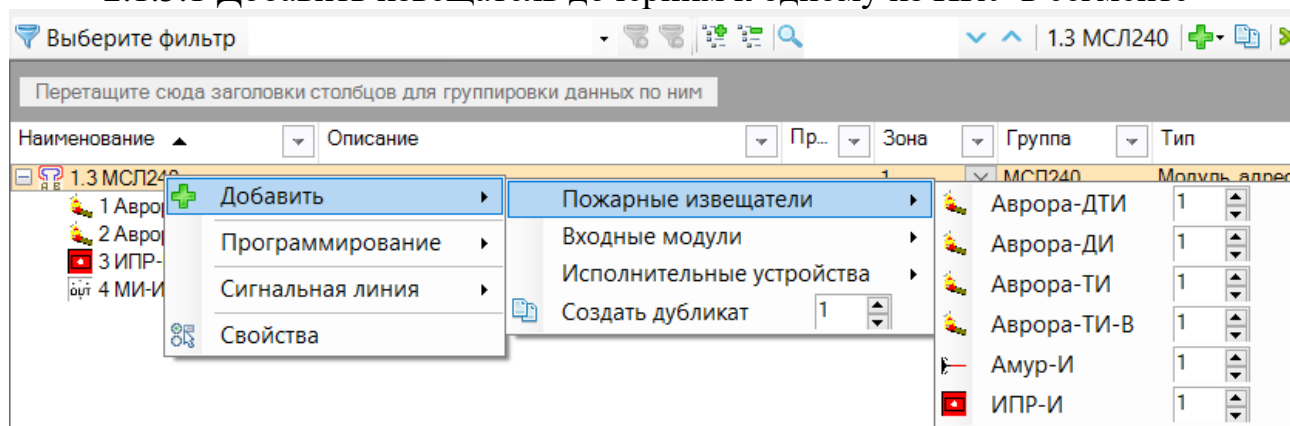 Выберите фильтр 1.3 МСЛ240
Перетащите сюда заголовки столбцов для группировки данных по ним
Наименование Описание Пр... Зона Группа Тип
1.3 МСЛ240 1 МСЛ240 Модуль адрес
1 Авро
2 Авро
3 ИПР-
4 МИ-И
Добавить
Программирование
Сигнальная линия
Свойства
Пожарные извещатели
Входные модули
Исполнительные устройства
Создать дубликат 1
Аврора-ДТИ 1
Аврора-ДИ 1
Аврора-ТИ 1
Аврора-ТИ-В 1
Амур-И 1
ИПР-И 1